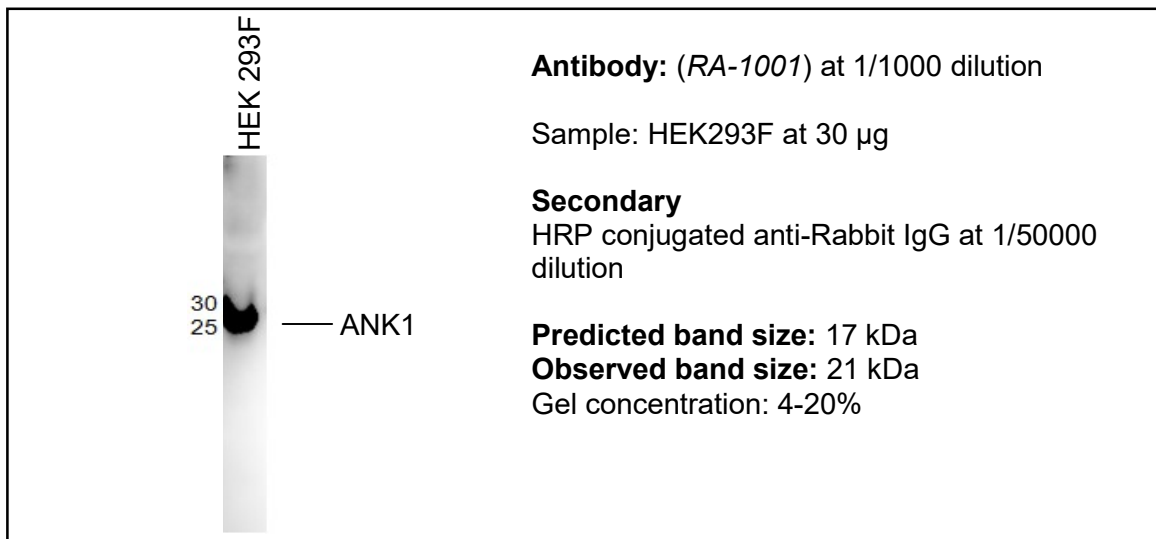 HEK 293F
30
25
ANK1
Antibody: (RA-1001) at 1/1000 dilution
Sample: HEK293F at 30 µg
Secondary
HRP conjugated anti-Rabbit IgG at 1/50000
dilution
Predicted band size: 17 kDa
Observed band size: 21 kDa
Gel concentration: 4-20%